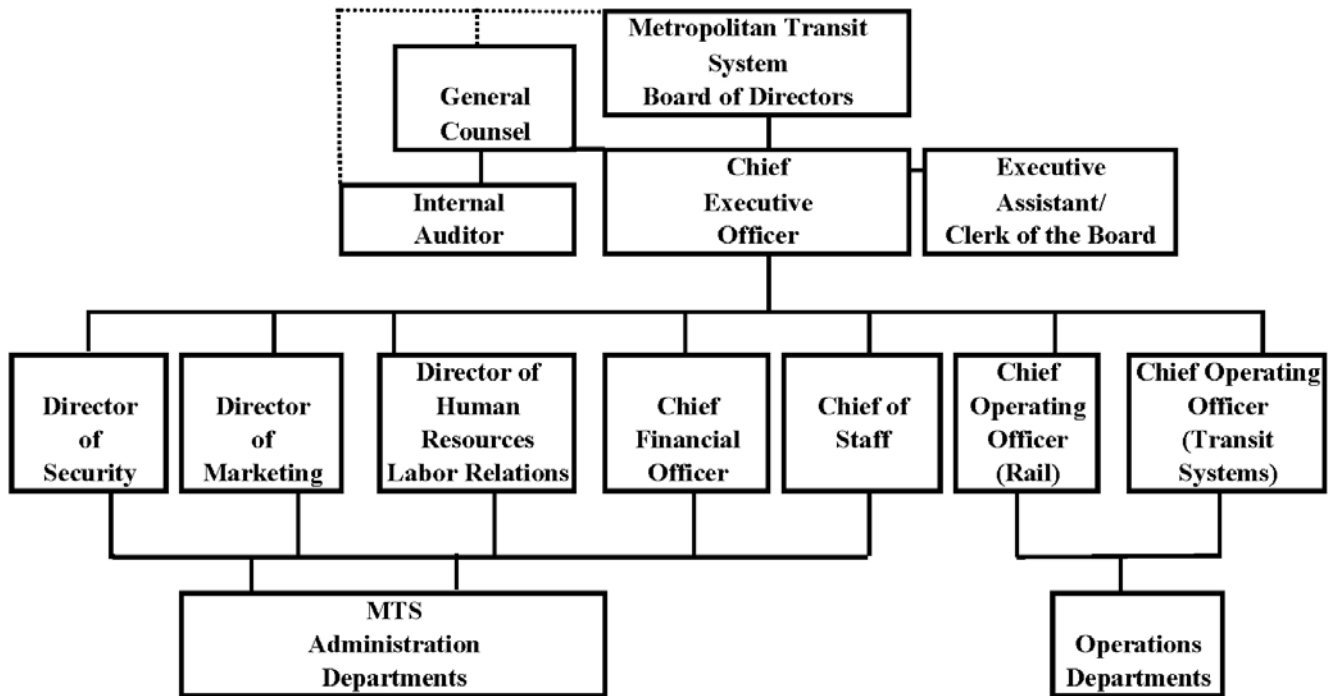 Metropolitan Transit
System
Board of Directors
General
Counsel
Chief
Executive
Officer
Executive
Assistant/
Clerk of the Board
Internal
Auditor
Director
of
Security
Director
of
Marketing
Director of
Human
Resources
Labor Relations
Chief
Financial
Officer
Chief of
Staff
Chief
Operating
Officer
(Rail)
Chief Operating
Officer
(Transit
Systems)
MTS
Administration
Departments
Operations
Departments